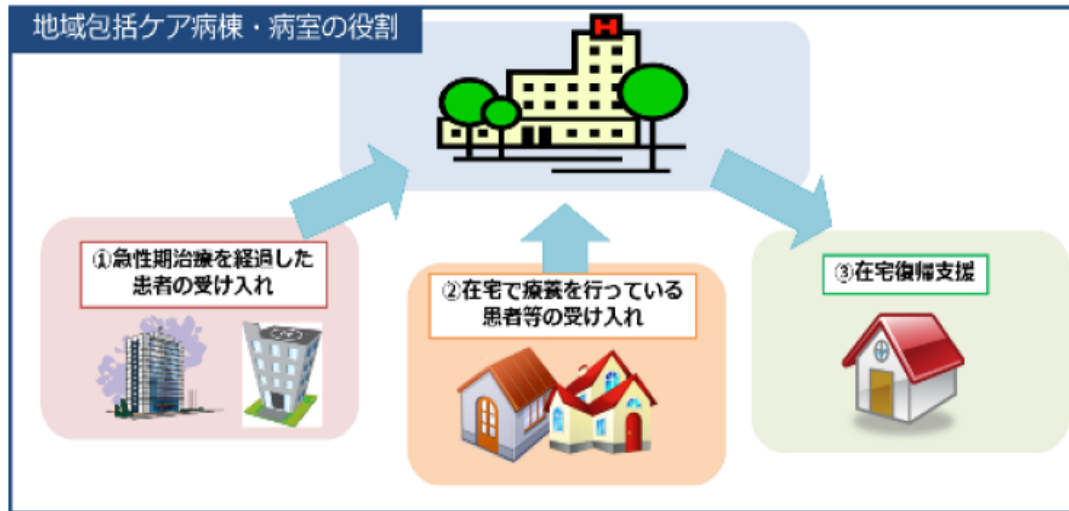 地域包括ケア病棟・病室の役割
H
①急性期治療を経過した
患者の受け入れ
②在宅で療養を行っている
患者等の受け入れ
③在宅復帰支援